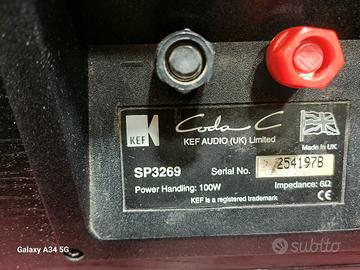 KEF
Coda C
KEF AUDIO (UK) Limited
Made in UK
SP3269
Serial No. 254197B
Power Handling: 100W
Impedance: 6Ω
KEF is a registered trademark
CE
Galaxy A34 5G
subito